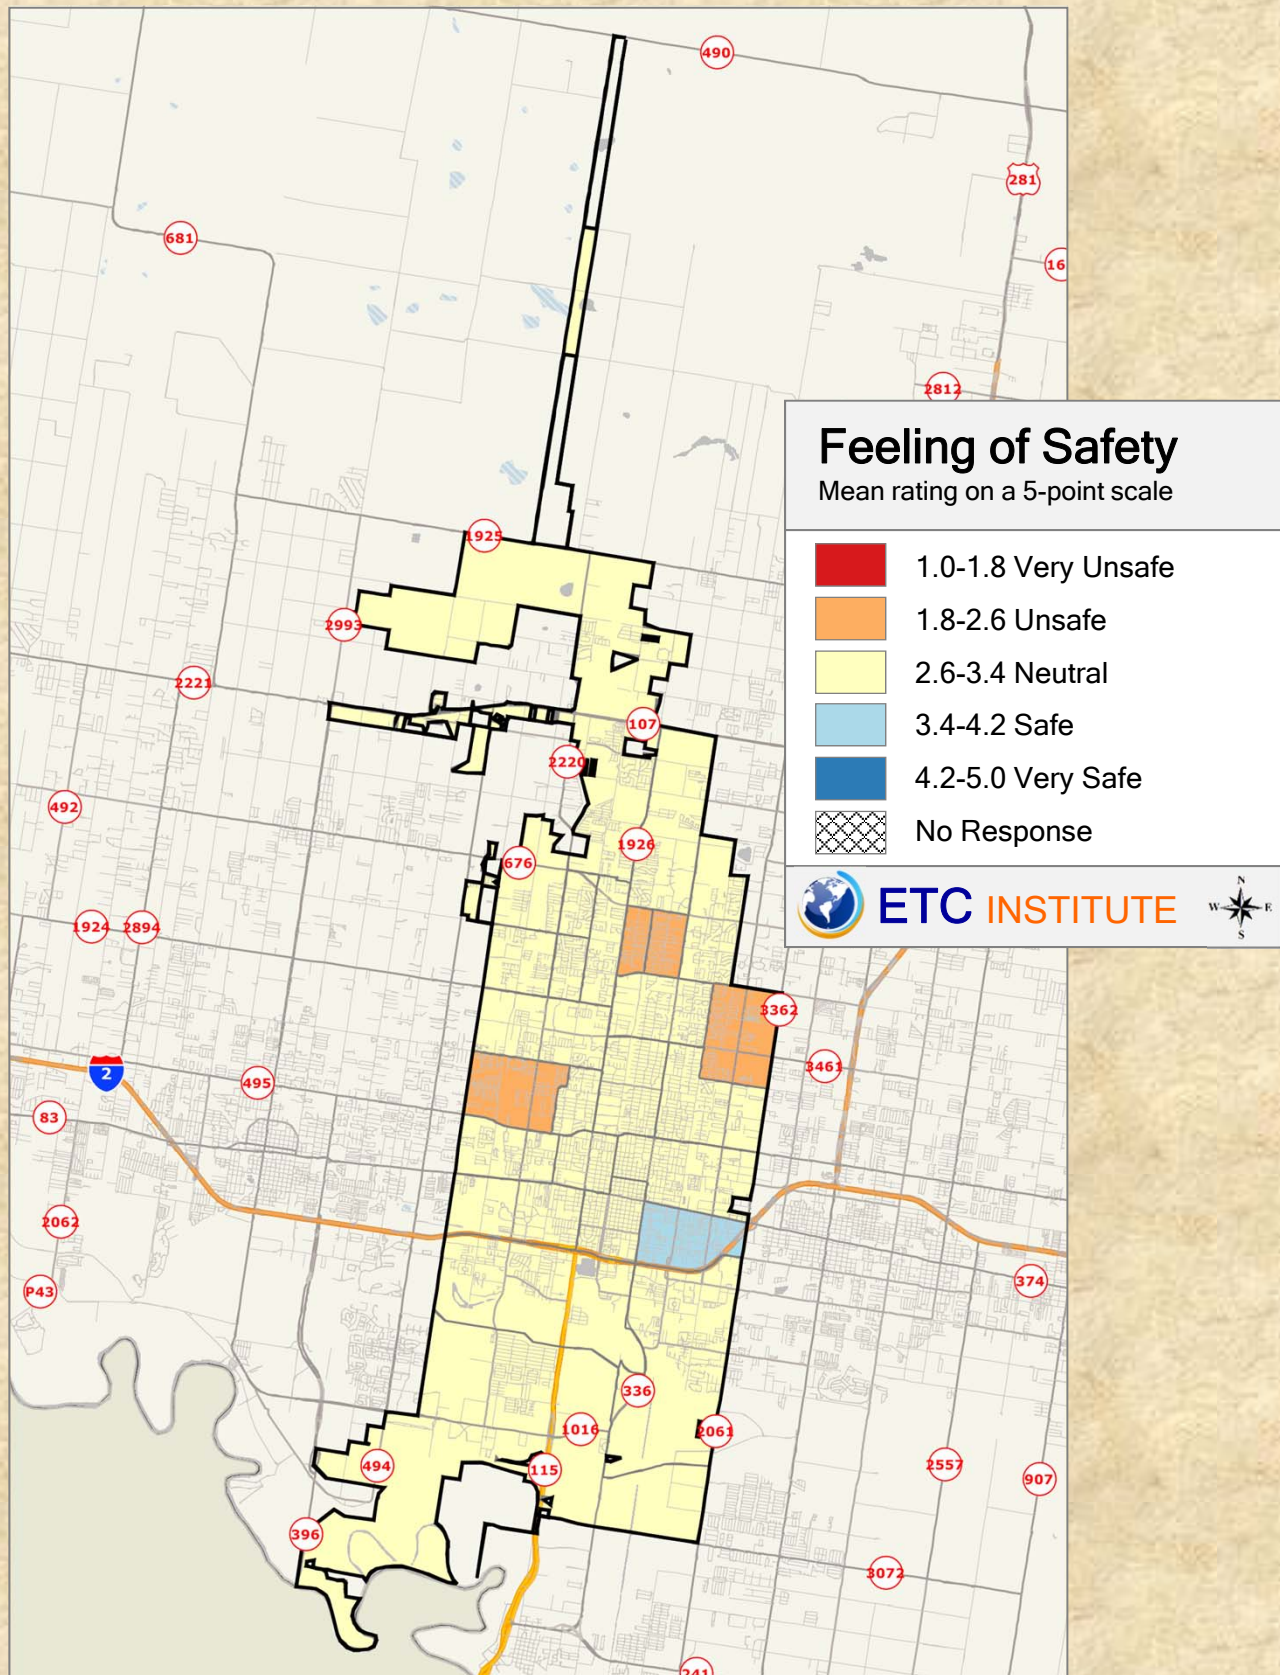 490
281
681
16
2812
Feeling of Safety
Mean rating on a 5-point scale
1925
1.0-1.8 Very Unsafe
2993
1.8-2.6 Unsafe
2221
2.6-3.4 Neutral
107
3.4-4.2 Safe
2220
4.2-5.0 Very Safe
492
1926
No Response
676
ETC INSTITUTE
N
W
E
S
1924
2894
3362
3461
2
495
83
2062
374
P43
336
1016
2061
494
115
2557
907
396
3072
241